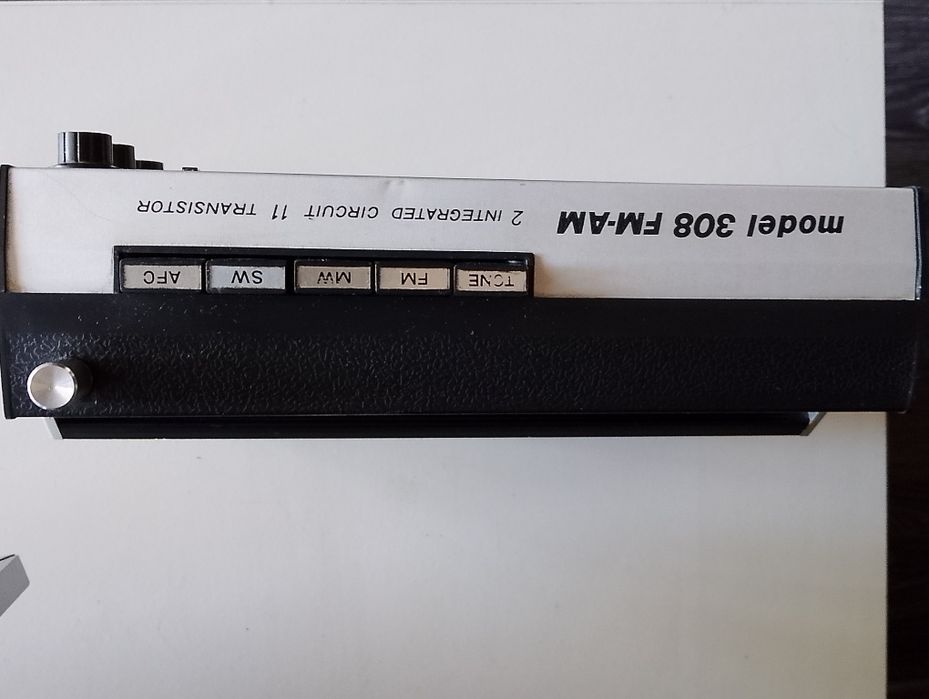 model 308 FM-AM 2 INTEGRATED CIRCUIT 11 TRANSISTOR
TONE FM MW SW AFC